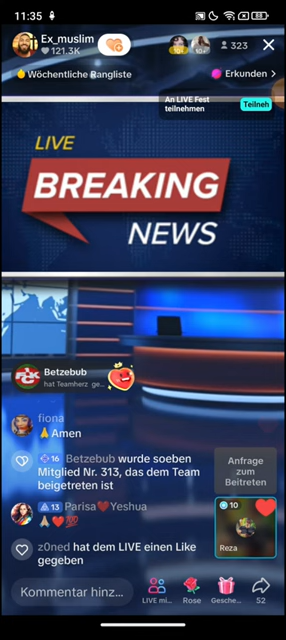 11:35
58
Ex_muslim
121.3K
10+
10+
323
Wöchentliche Rangliste
Erkunden >
An LIVE Fest
teilnehmen
Teilneh
LIVE
BREAKING
NEWS
Betzebub
hat Teamherz ge...
fiona
🙏Amen
16 Betzebub wurde soeben
Mitglied Nr. 313, das dem Team
beigetreten ist
13 Parisa❤️Yeshua
🙏🏽❤️💯
z0ned hat dem LIVE einen Like
gegeben
Anfrage
zum
Beitreten
10
Reza
Kommentar hinz...
LIVE mi...
Rose
Gesche...
52